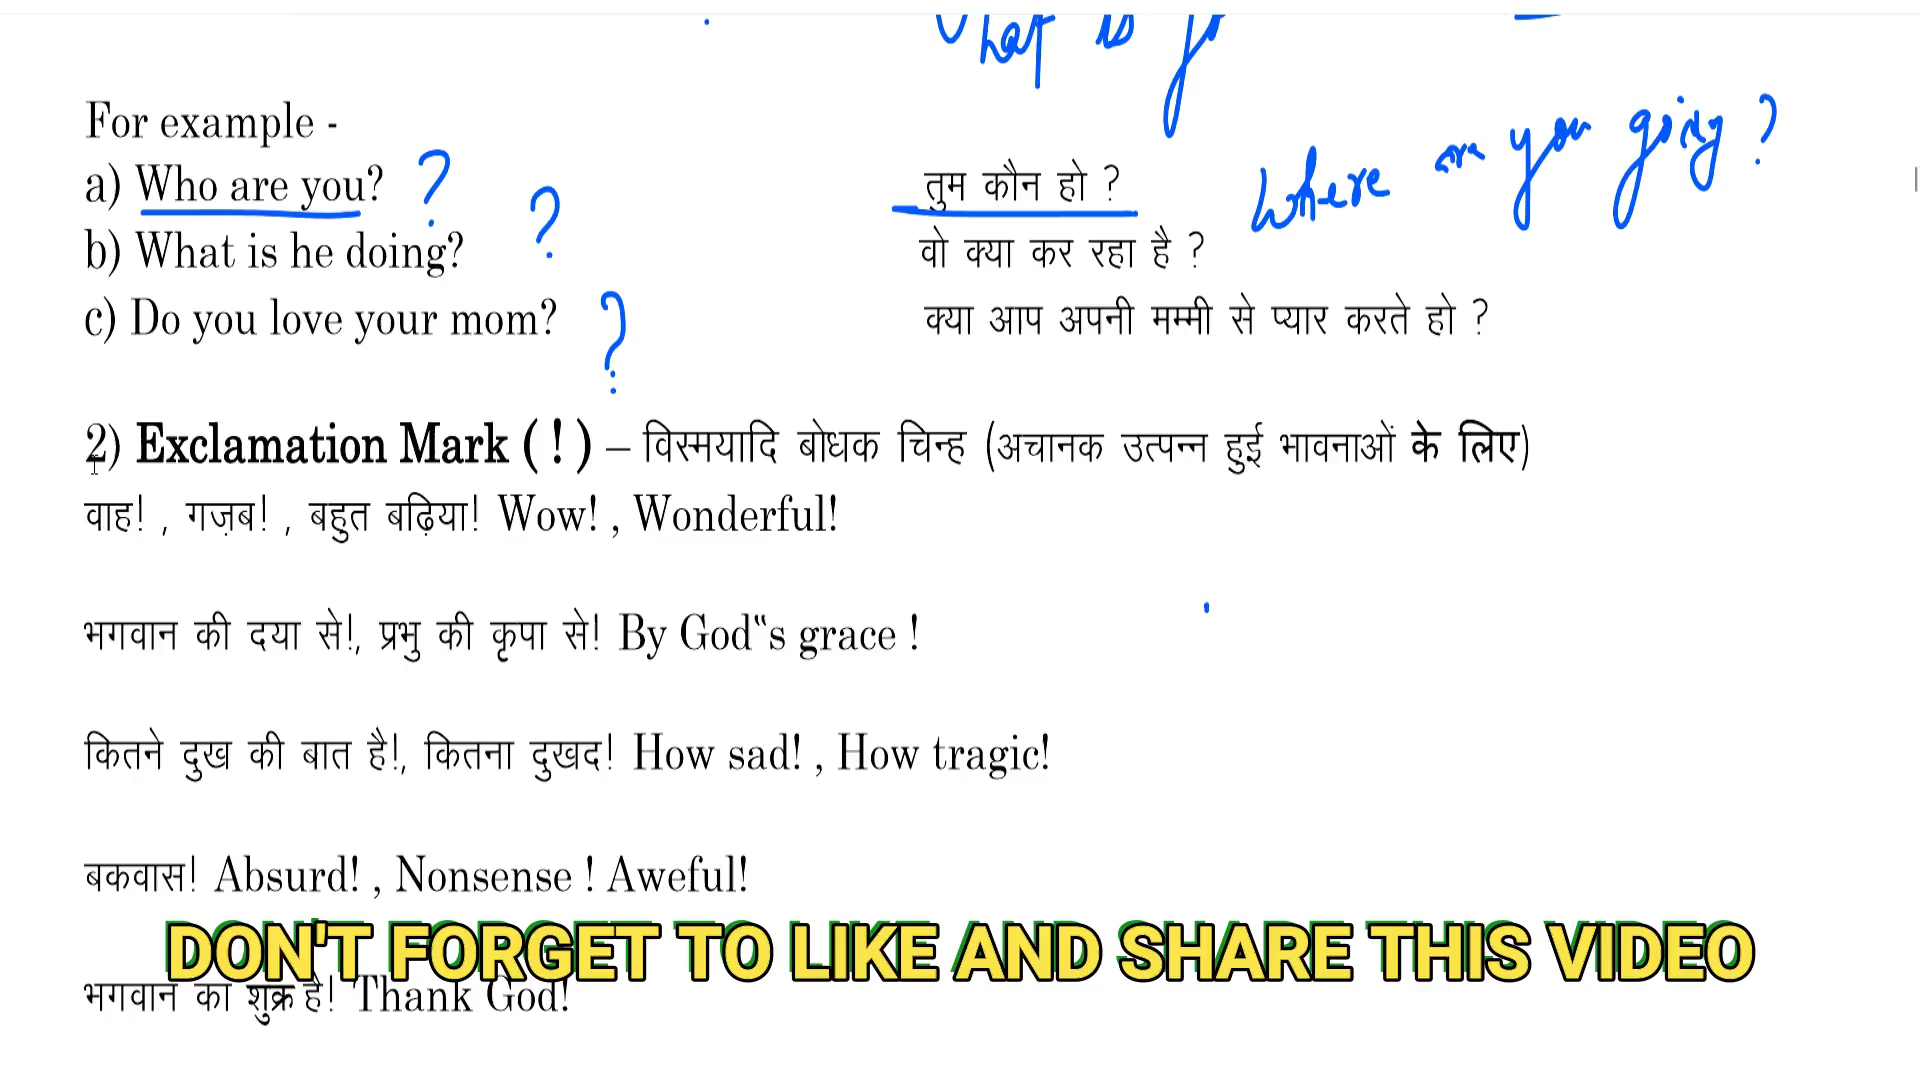 What is
For example -
a) Who are you? ? तुम कौन हो ? Where are you going ?
b) What is he doing? ? वो क्या कर रहा है ?
c) Do you love your mom? ? क्या आप अपनी मम्मी से प्यार करते हो ?
2) Exclamation Mark ( ! ) – विस्मयादि बोधक चिन्ह (अचानक उत्पन्न हुई भावनाओं के लिए)
वाह! , गज़ब! , बहुत बढ़िया! Wow! , Wonderful!
भगवान की दया से!, प्रभु की कृपा से! By God‟s grace !
कितने दुख की बात है!, कितना दुखद! How sad! , How tragic!
बकवास! Absurd! , Nonsense ! Aweful!
DON'T FORGET TO LIKE AND SHARE THIS VIDEO
भगवान का शुक्र है! Thank God!